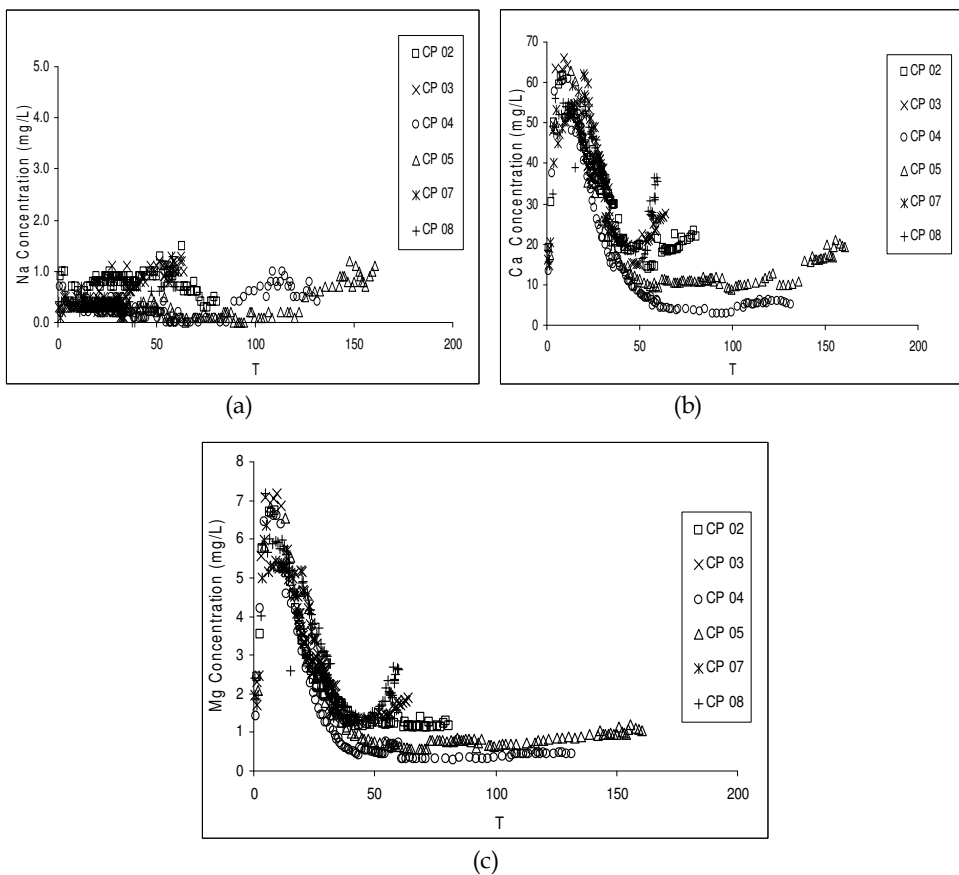 5.0
4.0
3.0
2.0
1.0
0.0
0 50 100 150 200
Na Concentration (mg/L)
T
CP 02
CP 03
CP 04
CP 05
CP 07
CP 08
(a)
70
60
50
40
30
20
10
0
0 50 100 150 200
Ca Concentration (mg/L)
T
CP 02
CP 03
CP 04
CP 05
CP 07
CP 08
(b)
8
7
6
5
4
3
2
1
0
0 50 100 150 200
Mg Concentration (mg/L)
T
CP 02
CP 03
CP 04
CP 05
CP 07
CP 08
(c)